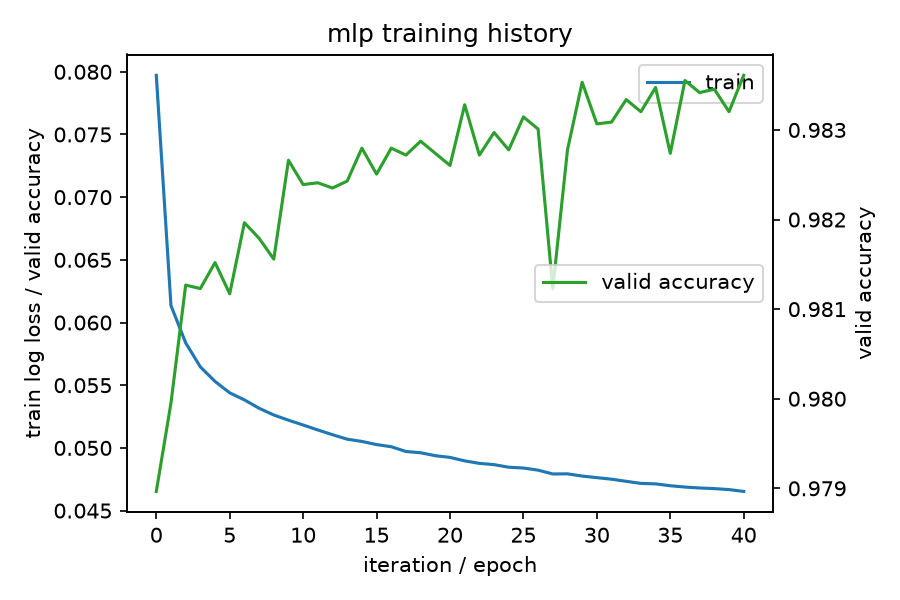 mlp training history
train log loss / valid accuracy
0.080
0.075
0.070
0.065
0.060
0.055
0.050
0.045
train
valid accuracy
0.983
0.982
0.981
0.980
0.979
valid accuracy
0 5 10 15 20 25 30 35 40
iteration / epoch